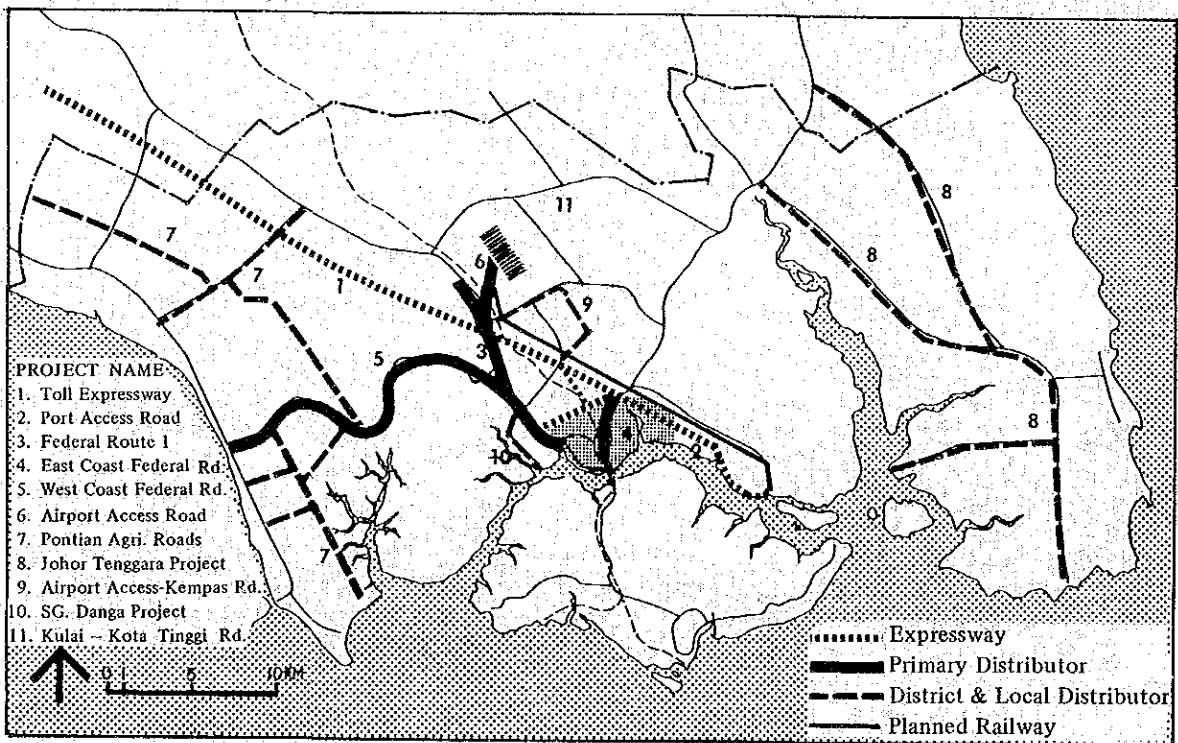 8
8
11
7
6
9
7
1
3
5
8
4
2
10
7
PROJECT NAME
1. Toll Expressway
2. Port Access Road
3. Federal Route 1
4. East Coast Federal Rd.
5. West Coast Federal Rd.
6. Airport Access Road
7. Pontian Agri. Roads
8. Johor Tenggara Project
9. Airport Access-Kempas Rd.
10. SG. Danga Project
11. Kulai – Kota Tinggi Rd.
0 1 5 10KM
Expressway
Primary Distributor
District & Local Distributor
Planned Railway